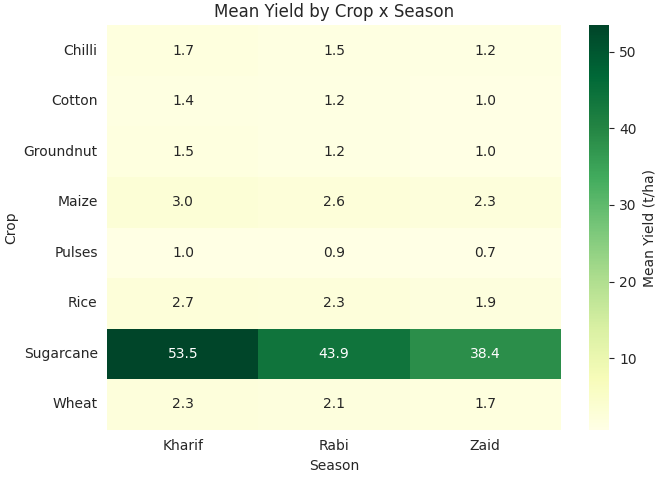 Mean Yield by Crop x Season
Chilli 1.7 1.5 1.2
Cotton 1.4 1.2 1.0
Groundnut 1.5 1.2 1.0
Maize 3.0 2.6 2.3
Pulses 1.0 0.9 0.7
Rice 2.7 2.3 1.9
Sugarcane 53.5 43.9 38.4
Wheat 2.3 2.1 1.7
Kharif Rabi Zaid
Season
Crop
50
40
30
20
10
Mean Yield (t/ha)